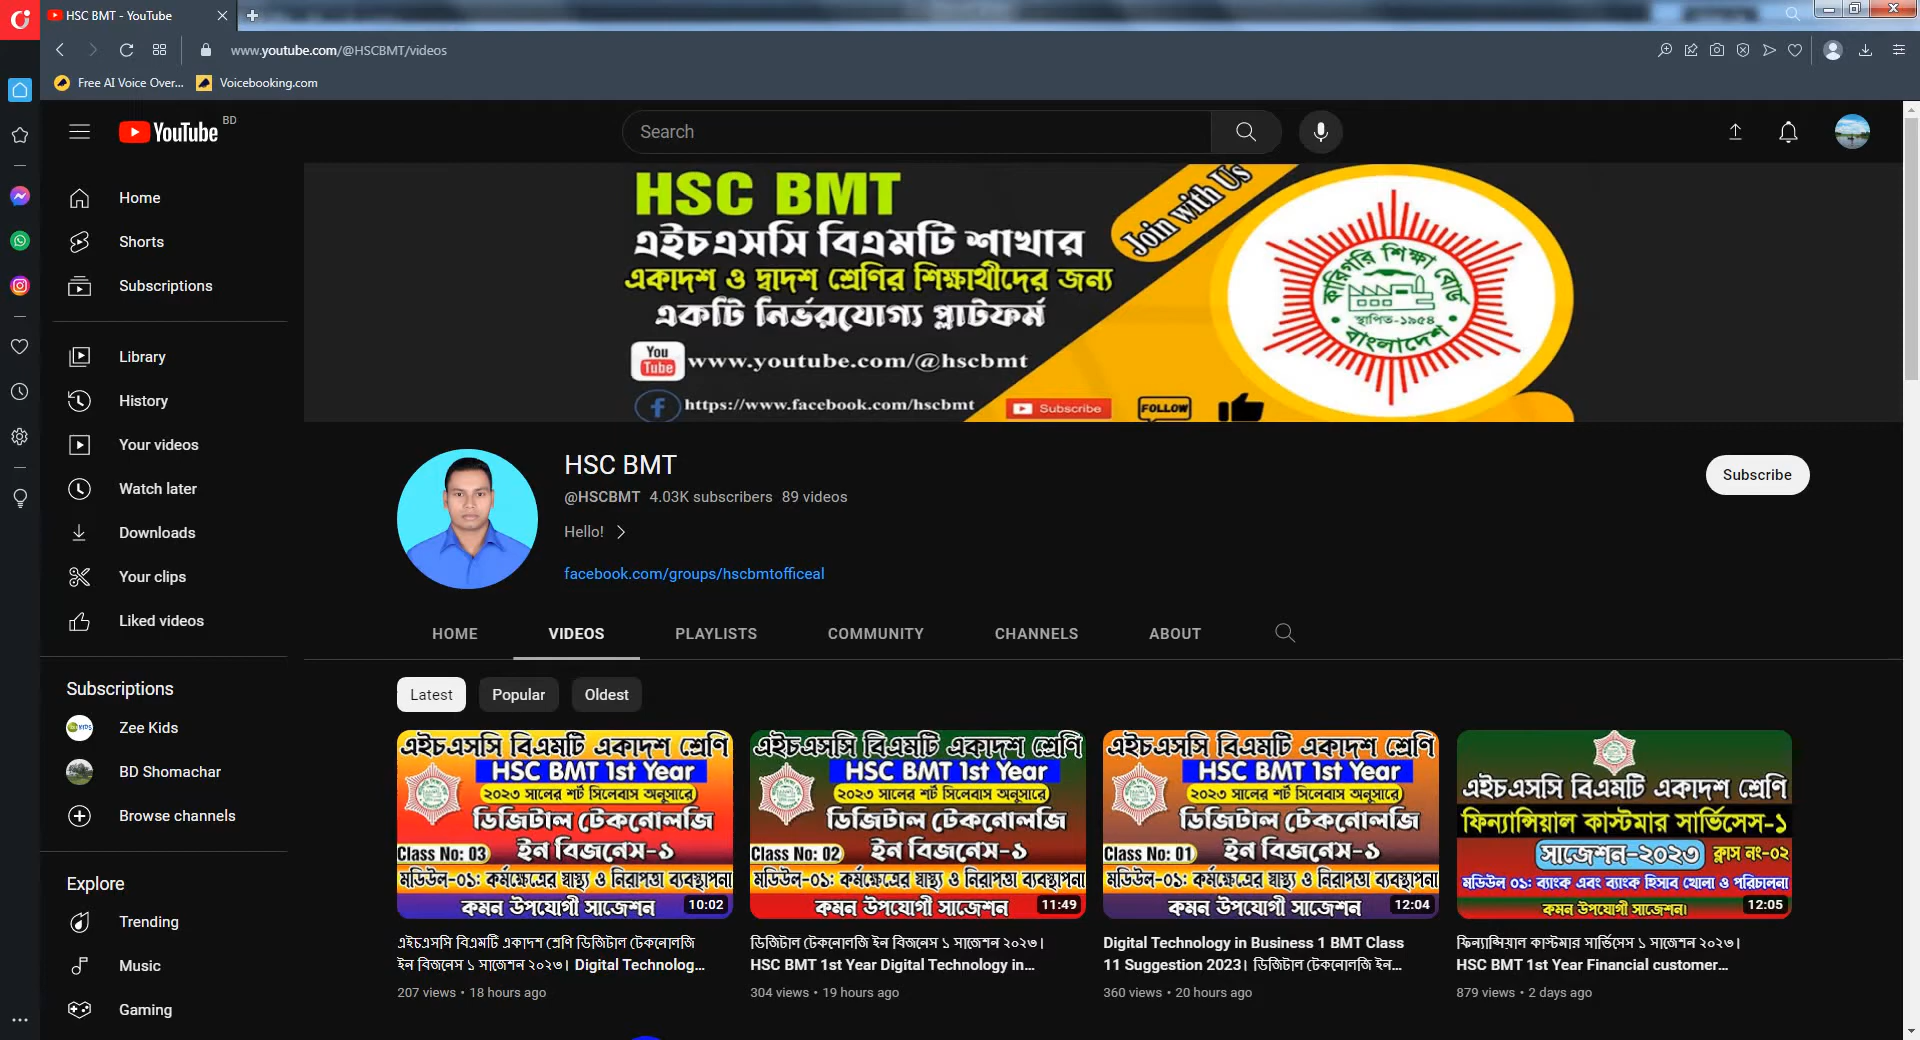 HSC BMT - YouTube
www.youtube.com/@HSCBMT/videos
Free AI Voice Over...
Voicebooking.com
YouTube BD
Search
Home
Shorts
Subscriptions
Library
History
Your videos
Watch later
Downloads
Your clips
Liked videos
Subscriptions
Zee Kids
BD Shomachar
Browse channels
Explore
Trending
Music
Gaming
HSC BMT
এইচএসসি বিএমটি শাখার
একাদশ ও দ্বাদশ শ্রেণির শিক্ষার্থীদের জন্য
একটি নির্ভরযোগ্য প্লাটফর্ম
You Tube www.youtube.com/@hscbmt
https://www.facebook.com/hscbmt
Subscribe
FOLLOW
Join with Us
কারিগরি শিক্ষা বোর্ড
স্থাপিত-১৯৫৪
বাংলাদেশ
HSC BMT
@HSCBMT 4.03K subscribers 89 videos
Hello!
facebook.com/groups/hscbmtofficeal
Subscribe
HOME VIDEOS PLAYLISTS COMMUNITY CHANNELS ABOUT
Latest Popular Oldest
এইচএসসি বিএমটি একাদশ শ্রেণি
HSC BMT 1st Year
২০২৩ সালের শর্ট সিলেবাস অনুসারে
ডিজিটাল টেকনোলজি
Class No: 03 ইন বিজনেস-১
মডিউল-০১: কর্মক্ষেত্রের স্বাস্থ্য ও নিরাপত্তা ব্যবস্থাপনা
কমন উপযোগী সাজেশন
10:02
এইচএসসি বিএমটি একাদশ শ্রেণি ডিজিটাল টেকনোলজি
ইন বিজনেস ১ সাজেশন ২০২৩। Digital Technolog...
207 views • 18 hours ago
এইচএসসি বিএমটি একাদশ শ্রেণি
HSC BMT 1st Year
২০২৩ সালের শর্ট সিলেবাস অনুসারে
ডিজিটাল টেকনোলজি
Class No: 02 ইন বিজনেস-১
মডিউল-০১: কর্মক্ষেত্রের স্বাস্থ্য ও নিরাপত্তা ব্যবস্থাপনা
কমন উপযোগী সাজেশন
11:49
ডিজিটাল টেকনোলজি ইন বিজনেস ১ সাজেশন ২০২৩।
HSC BMT 1st Year Digital Technology in...
304 views • 19 hours ago
এইচএসসি বিএমটি একাদশ শ্রেণি
HSC BMT 1st Year
২০২৩ সালের শর্ট সিলেবাস অনুসারে
ডিজিটাল টেকনোলজি
Class No: 01 ইন বিজনেস-১
মডিউল-০১: কর্মক্ষেত্রের স্বাস্থ্য ও নিরাপত্তা ব্যবস্থাপনা
কমন উপযোগী সাজেশন
12:04
Digital Technology in Business 1 BMT Class
11 Suggestion 2023। ডিজিটাল টেকনোলজি ইন...
360 views • 20 hours ago
এইচএসসি বিএমটি একাদশ শ্রেণি
ফিন্যান্সিয়াল কাস্টমার সার্ভিসেস-১
সাজেশন-২০২৩ ক্লাস নং-০২
মডিউল ০১: ব্যাংক এবং ব্যাংক হিসাব খোলা ও পরিচালনা
কমন উপযোগী সাজেশন।
12:05
ফিন্যান্সিয়াল কাস্টমার সার্ভিসেস ১ সাজেশন ২০২৩।
HSC BMT 1st Year Financial customer...
879 views • 2 days ago